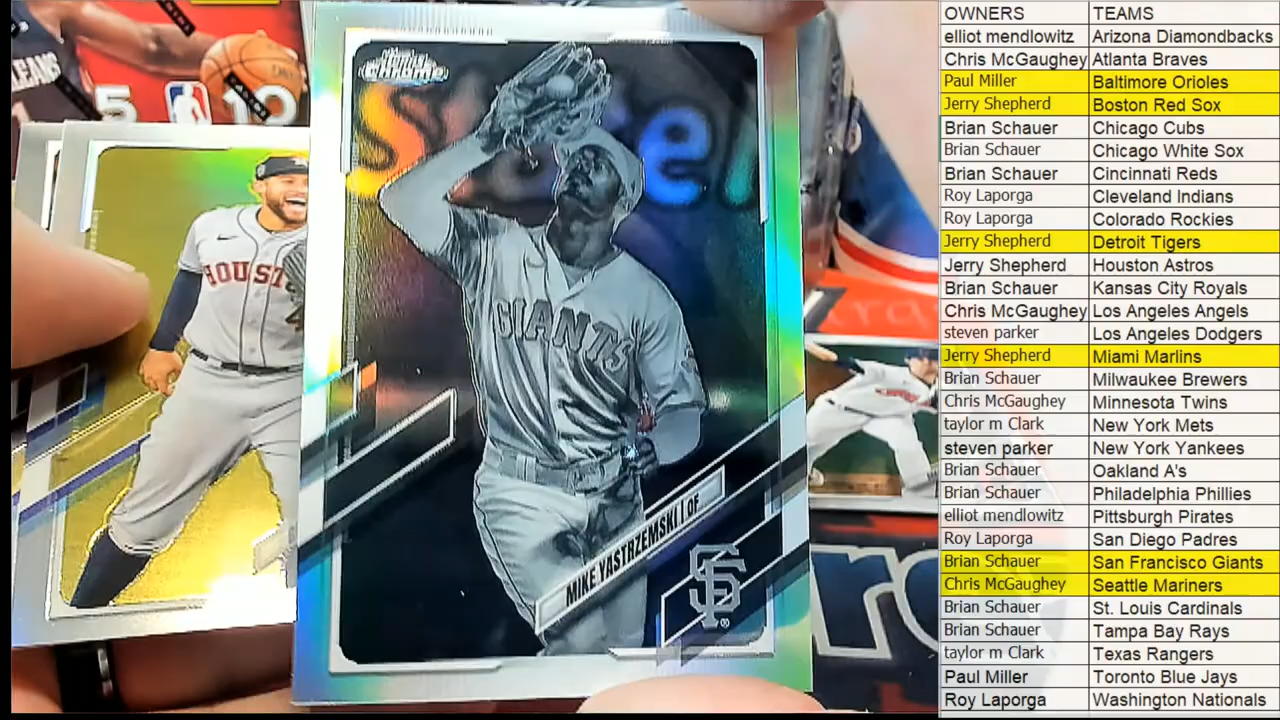 OWNERS TEAMS
elliot mendlowitz Arizona Diamondbacks
Chris McGaughey Atlanta Braves
Paul Miller Baltimore Orioles
Jerry Shepherd Boston Red Sox
Brian Schauer Chicago Cubs
Brian Schauer Chicago White Sox
Brian Schauer Cincinnati Reds
Roy Laporga Cleveland Indians
Roy Laporga Colorado Rockies
Jerry Shepherd Detroit Tigers
Jerry Shepherd Houston Astros
Brian Schauer Kansas City Royals
Chris McGaughey Los Angeles Angels
steven parker Los Angeles Dodgers
Jerry Shepherd Miami Marlins
Brian Schauer Milwaukee Brewers
Chris McGaughey Minnesota Twins
taylor m Clark New York Mets
steven parker New York Yankees
Brian Schauer Oakland A's
Brian Schauer Philadelphia Phillies
elliot mendlowitz Pittsburgh Pirates
Roy Laporga San Diego Padres
Brian Schauer San Francisco Giants
Chris McGaughey Seattle Mariners
Brian Schauer St. Louis Cardinals
Brian Schauer Tampa Bay Rays
taylor m Clark Texas Rangers
Paul Miller Toronto Blue Jays
Roy Laporga Washington Nationals
CHROME
GIANTS
MIKE YASTRZEMSKI | OF
SF
®
HOUST
EANS
5
NBA